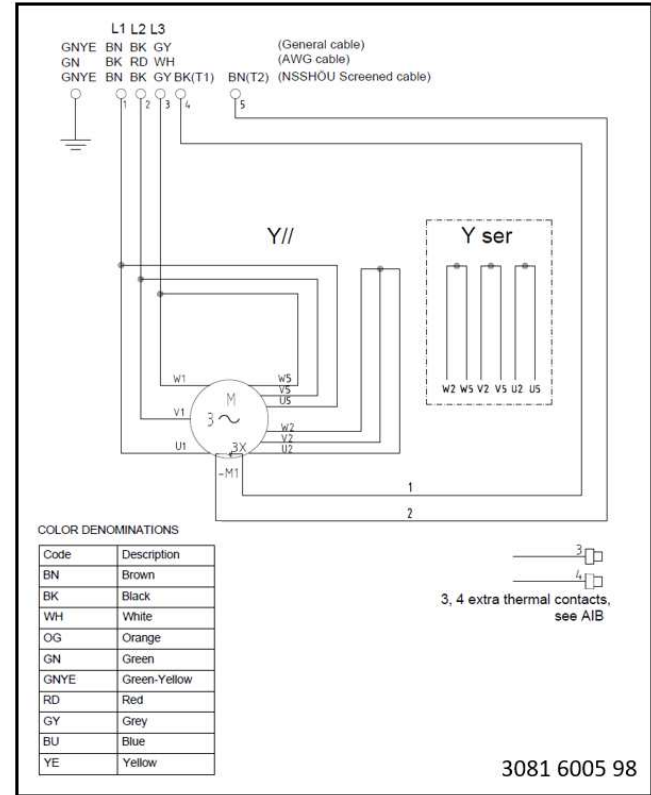 L1 L2 L3
GNYE BN BK GY (General cable)
GN BK RD WH (AWG cable)
GNYE BN BK GY BK(T1) BN(T2) (NSSHÖU Screened cable)
1 2 3 4 5
Y//
Y ser
W2 W5 V2 V5 U2 U5
W1 W5
V5
M U5
V1 3~
W2
V2
U1 3X U2
-M1
1
2
COLOR DENOMINATIONS
Code Description
BN Brown
BK Black
WH White
OG Orange
GN Green
GNYE Green-Yellow
RD Red
GY Grey
BU Blue
YE Yellow
3
4
3, 4 extra thermal contacts,
see AIB
3081 6005 98